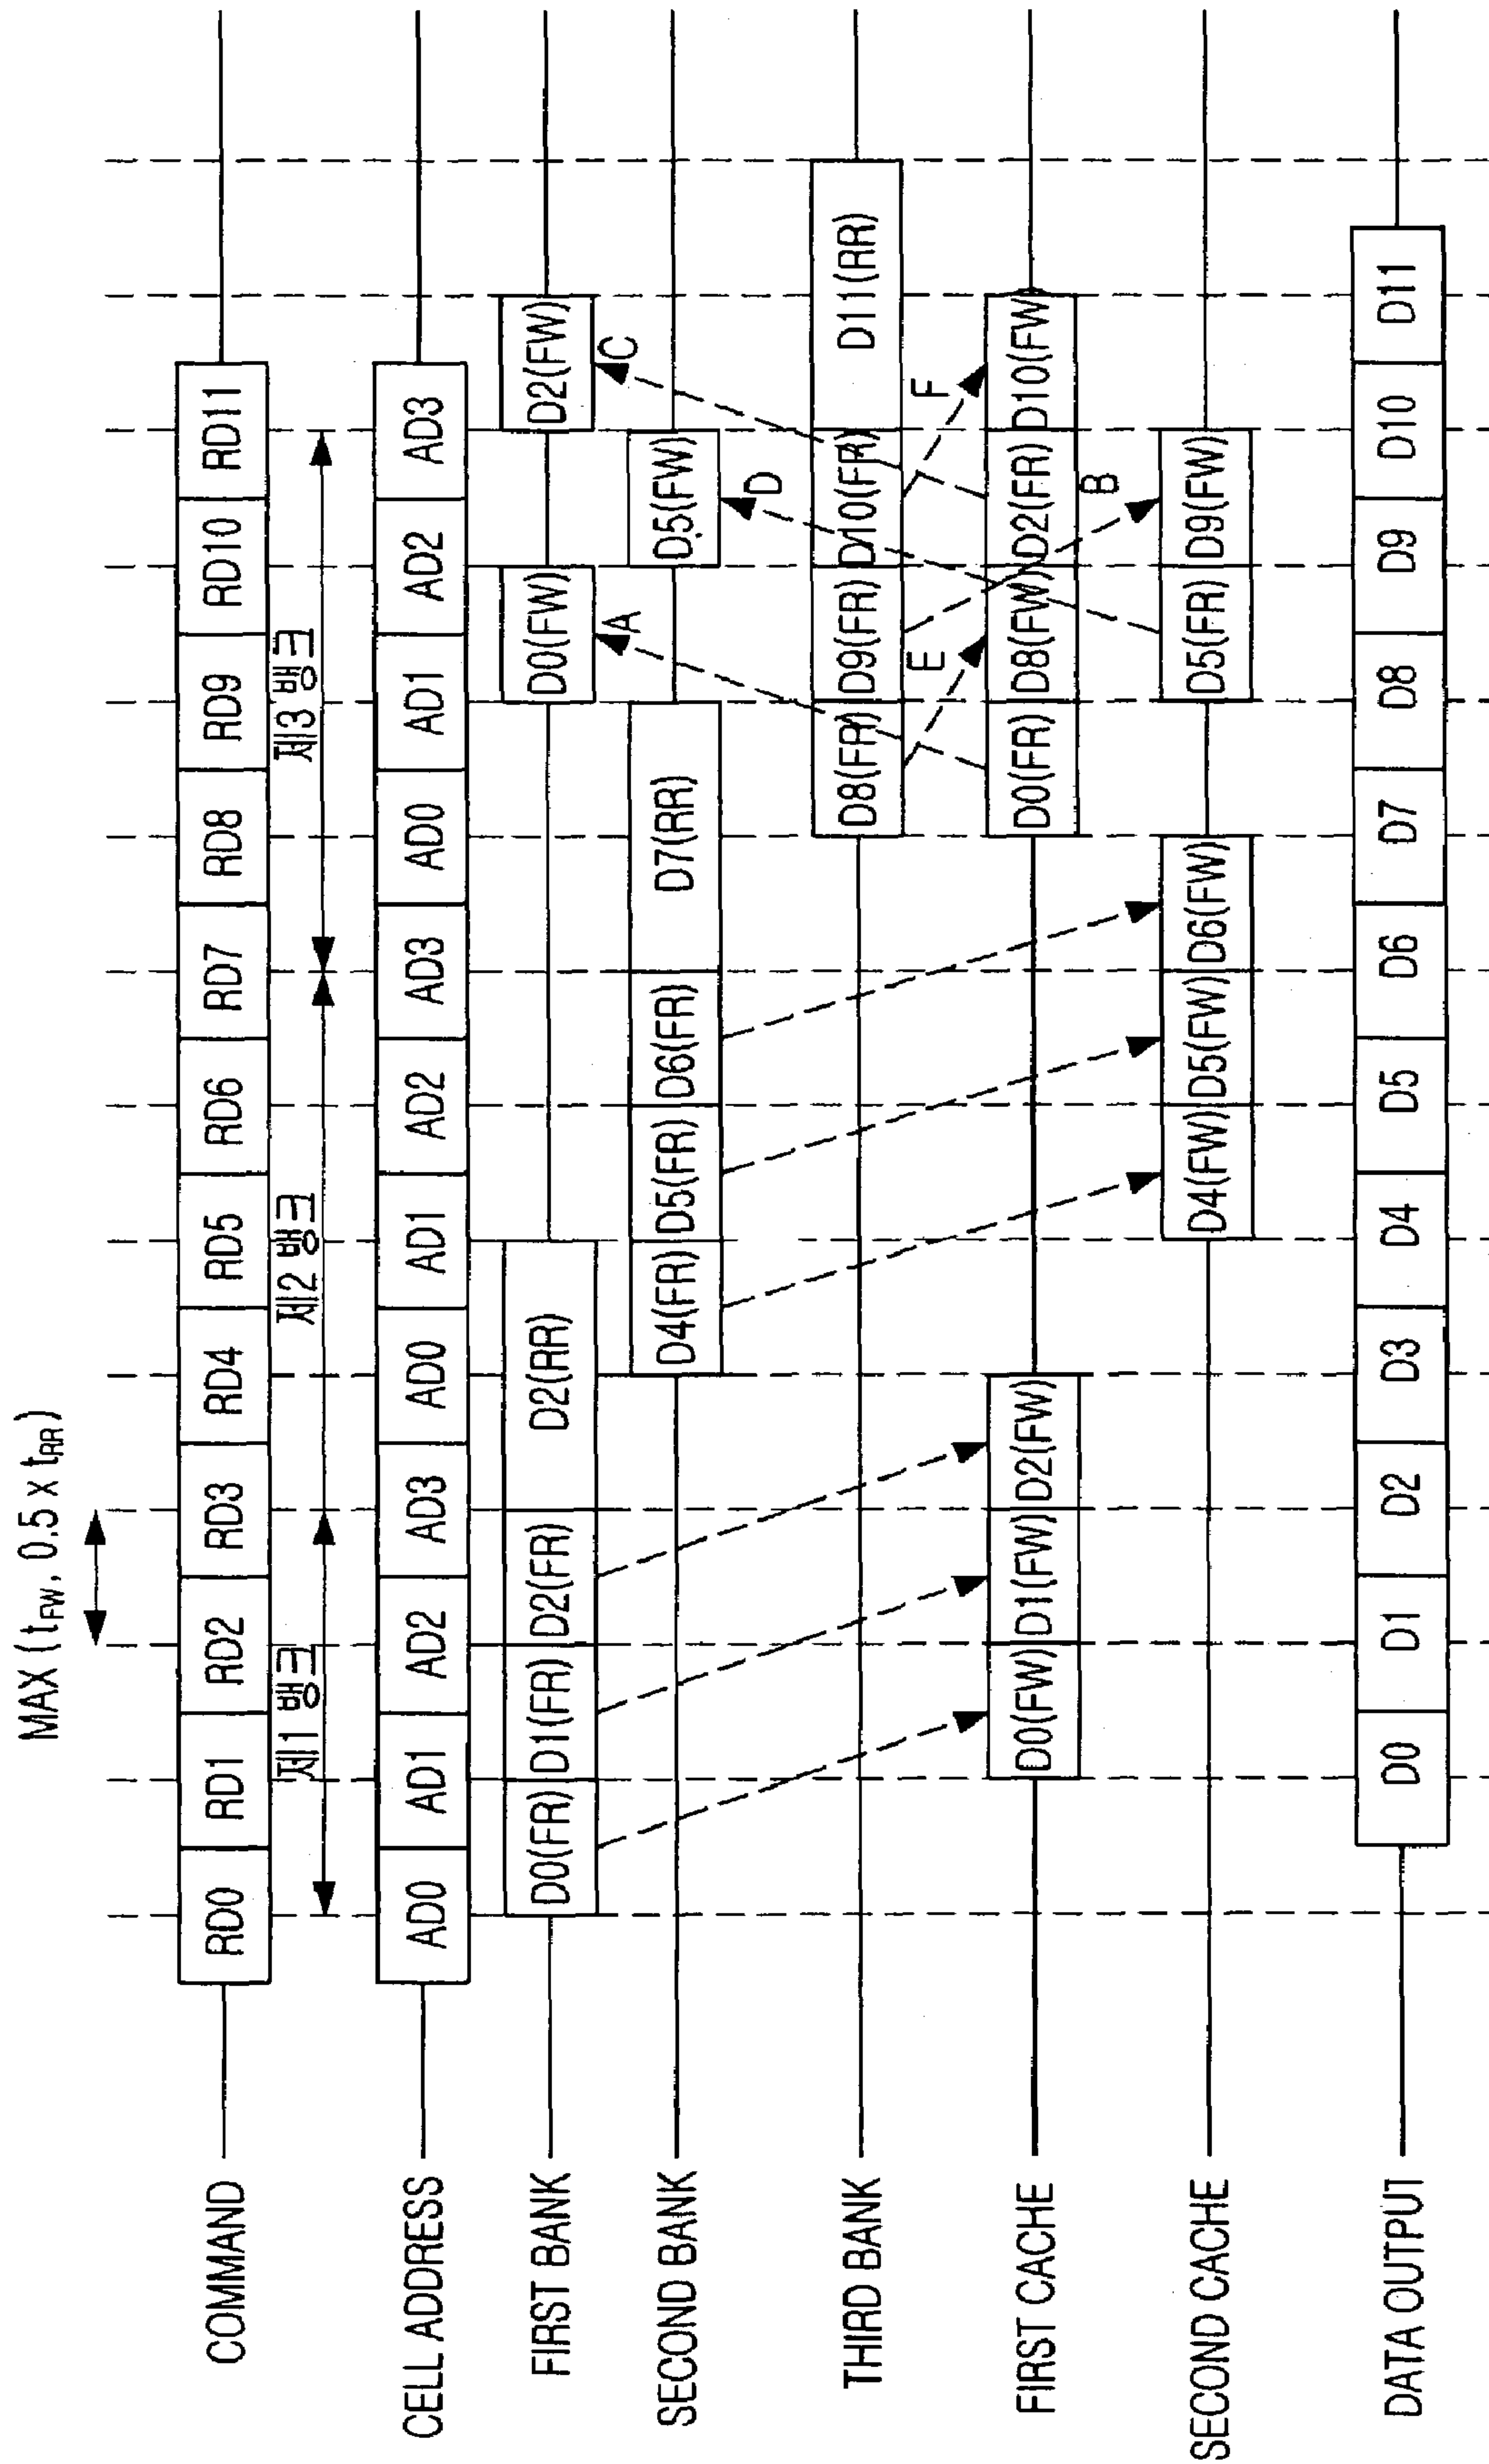 MAX (tFW, 0.5 x tRR)
COMMAND RD0 RD1 RD2 RD3 RD4 RD5 RD6 RD7 RD8 RD9 RD10 RD11
제1 뱅크 제2 뱅크 제3 뱅크
CELL ADDRESS AD0 AD1 AD2 AD3 AD0 AD1 AD2 AD3 AD0 AD1 AD2 AD3
FIRST BANK D0(FR) D1(FR) D2(FR) D2(RR) D0(FW) D2(FW)
A C
SECOND BANK D4(FR) D5(FR) D6(FR) D7(RR) D5(FW)
D
THIRD BANK D8(FR) D9(FR) D10(FR) D11(RR)
E F
FIRST CACHE D0(FW) D1(FW) D2(FW) D0(FR) D8(FW) D2(FR) D10(FW)
B
SECOND CACHE D4(FW) D5(FW) D6(FW) D5(FR) D9(FW)
DATA OUTPUT D0 D1 D2 D3 D4 D5 D6 D7 D8 D9 D10 D11